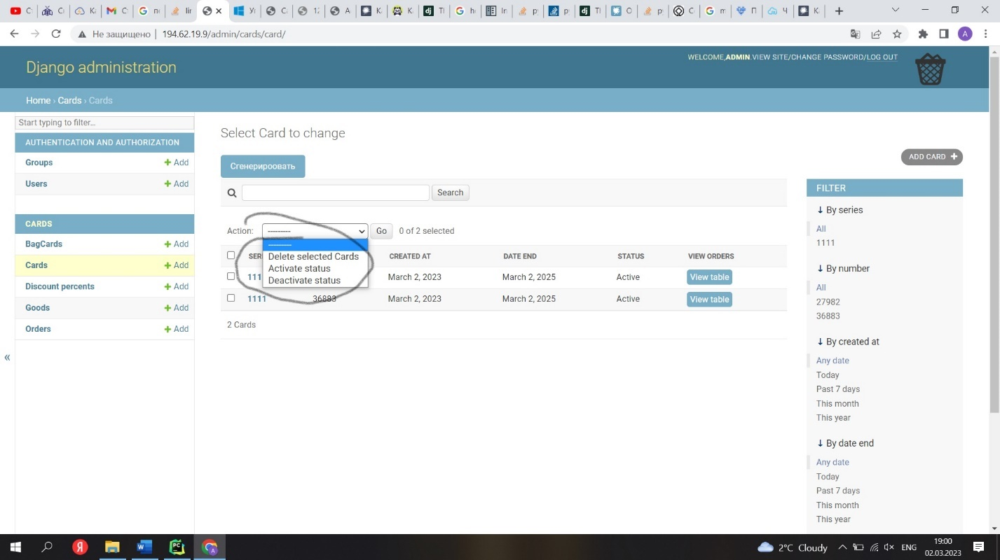 Не защищено | 194.62.19.9/admin/cards/card/
Django administration
WELCOME,ADMIN.VIEW SITE/CHANGE PASSWORD/LOG OUT
Home › Cards › Cards
Start typing to filter...
AUTHENTICATION AND AUTHORIZATION
Groups + Add
Users + Add
CARDS
BagCards + Add
Cards + Add
Discount percents + Add
Goods + Add
Orders + Add
«
Select Card to change
ADD CARD +
Сгенерироовать
Search
Action: --------- Go 0 of 2 selected
---------
Delete selected Cards
Activate status
Deactivate status
SER CREATED AT DATE END STATUS VIEW ORDERS
111 March 2, 2023 March 2, 2025 Active View table
1111 36883 March 2, 2023 March 2, 2025 Active View table
2 Cards
FILTER
↓ By series
All
1111
↓ By number
All
27982
36883
↓ By created at
Any date
Today
Past 7 days
This month
This year
↓ By date end
Any date
Today
Past 7 days
This month
This year
2°C Cloudy ENG 19:00
02.03.2023